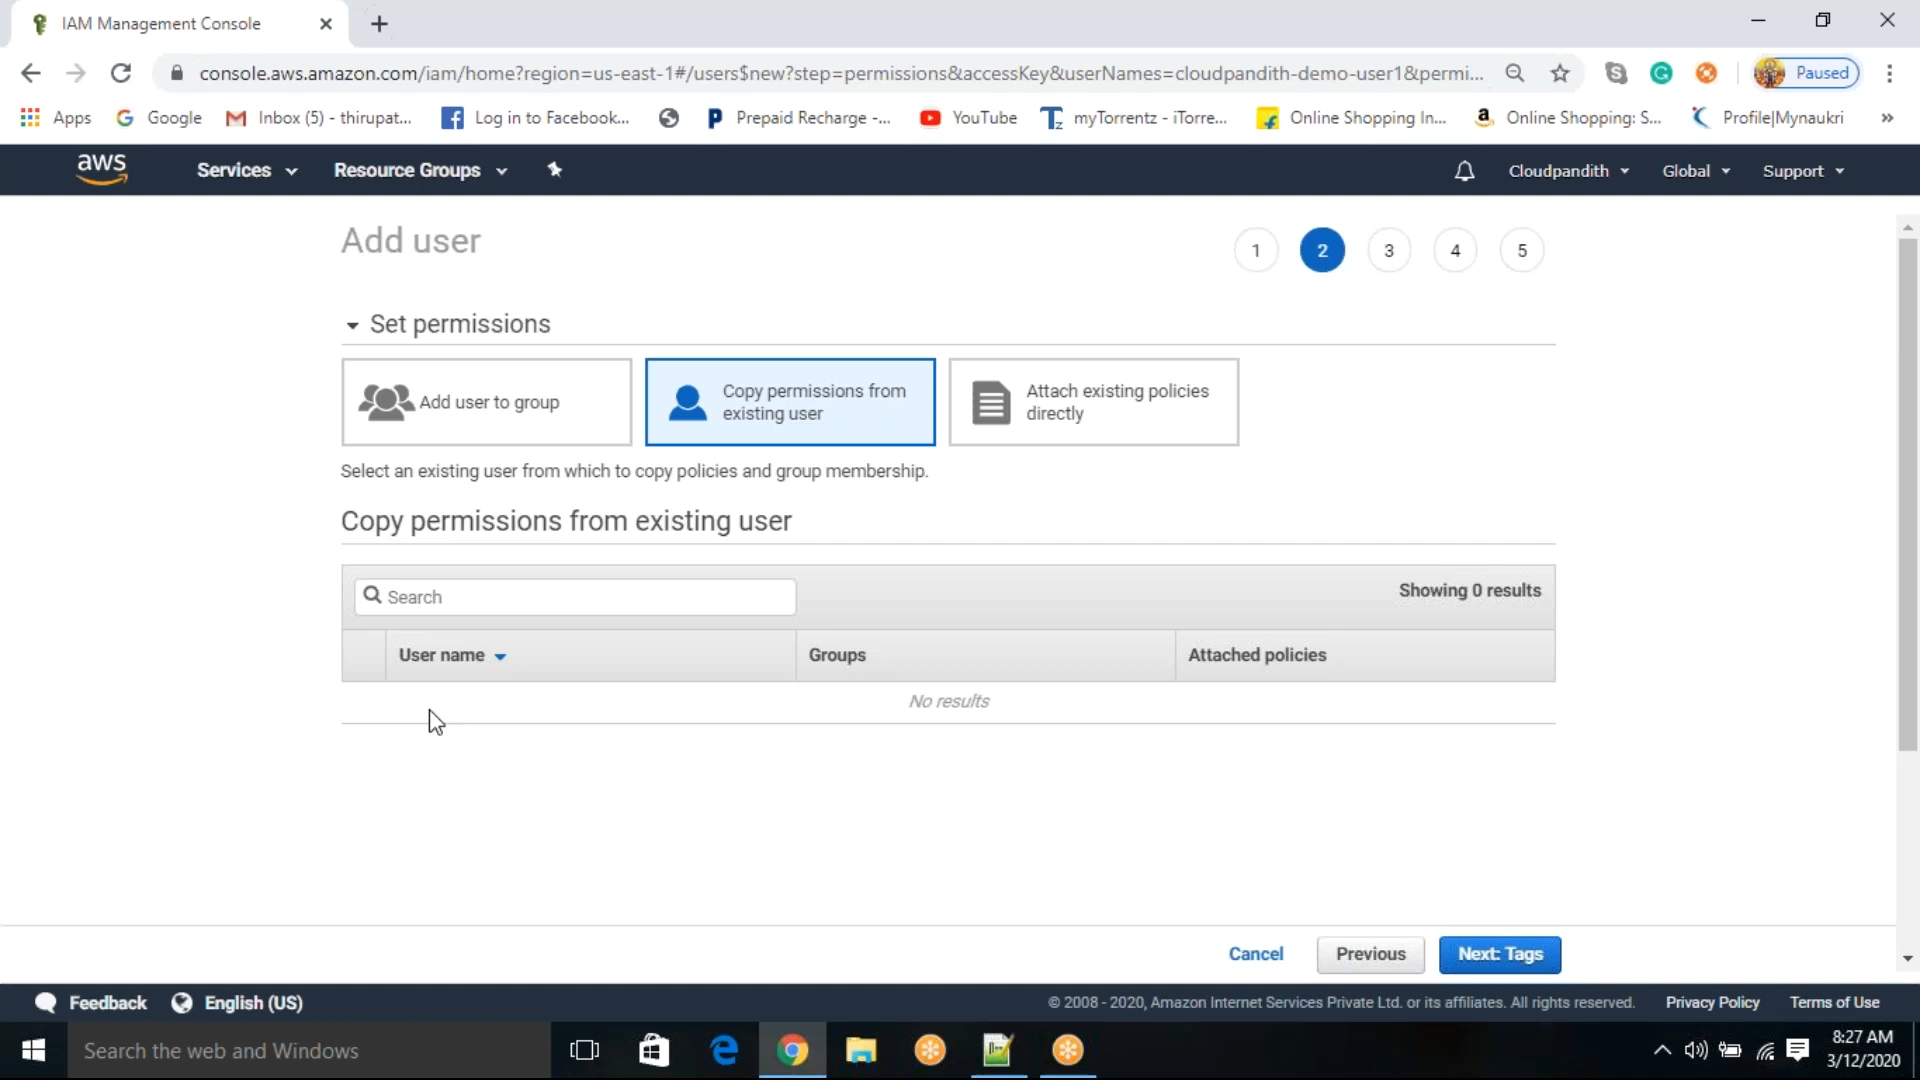 IAM Management Console
console.aws.amazon.com/iam/home?region=us-east-1#/users$new?step=permissions&accessKey&userNames=cloudpandith-demo-user1&permi...
Paused
Apps
Google
Inbox (5) - thirupat...
Log in to Facebook...
Prepaid Recharge -...
YouTube
myTorrentz - iTorre...
Online Shopping In...
Online Shopping: S...
Profile|Mynaukri
»
aws
Services
Resource Groups
Cloudpandith
Global
Support
Add user
1
2
3
4
5
Set permissions
Add user to group
Copy permissions from
existing user
Attach existing policies
directly
Select an existing user from which to copy policies and group membership.
Copy permissions from existing user
Search
Showing 0 results
User name
Groups
Attached policies
No results
Cancel
Previous
Next: Tags
Feedback
English (US)
© 2008 - 2020, Amazon Internet Services Private Ltd. or its affiliates. All rights reserved.
Privacy Policy
Terms of Use
Search the web and Windows
8:27 AM
3/12/2020